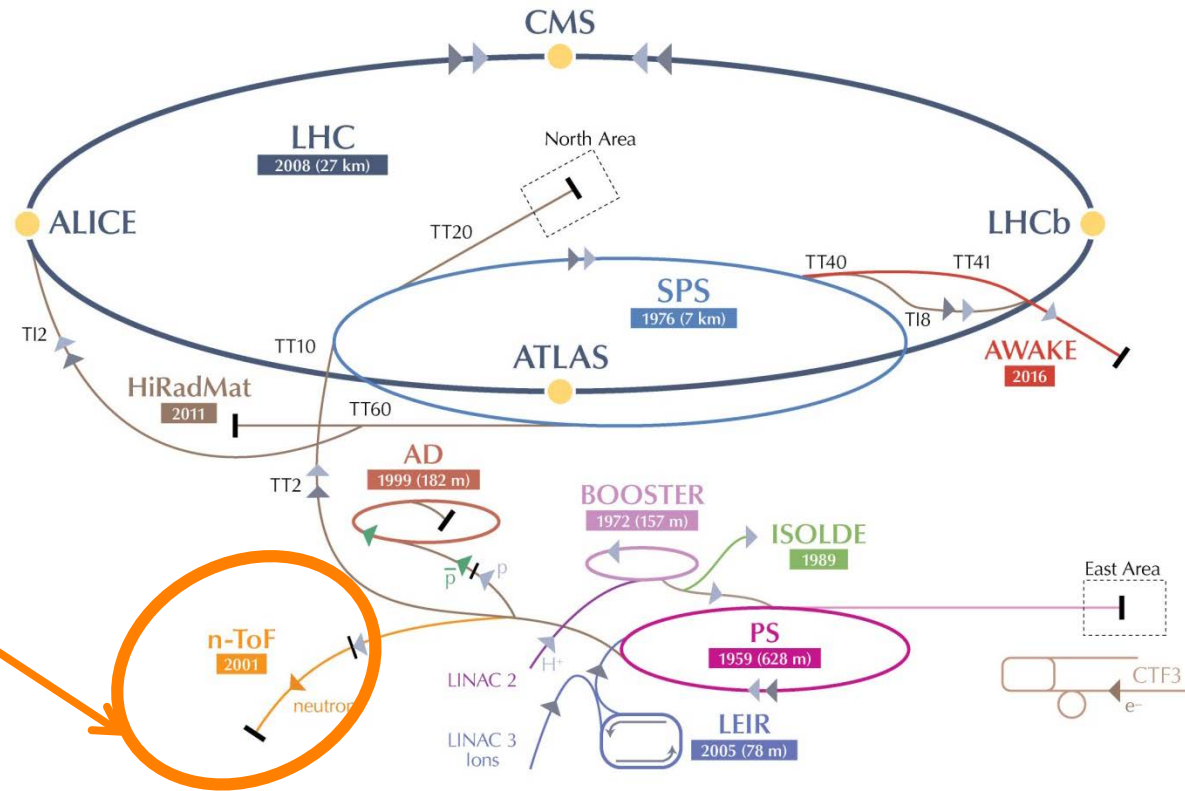 CMS
LHC
2008 (27 km)
North Area
ALICE
TT20
LHCb
TT40
TT41
SPS
1976 (7 km)
TI2
TT10
TI8
ATLAS
AWAKE
2016
HiRadMat
2011
TT60
AD
1999 (182 m)
TT2
BOOSTER
1972 (157 m)
ISOLDE
1989
p̅
p
East Area
n-ToF
2001
PS
1959 (628 m)
H⁺
LINAC 2
neutron
CTF3
e⁻
LEIR
2005 (78 m)
LINAC 3
Ions